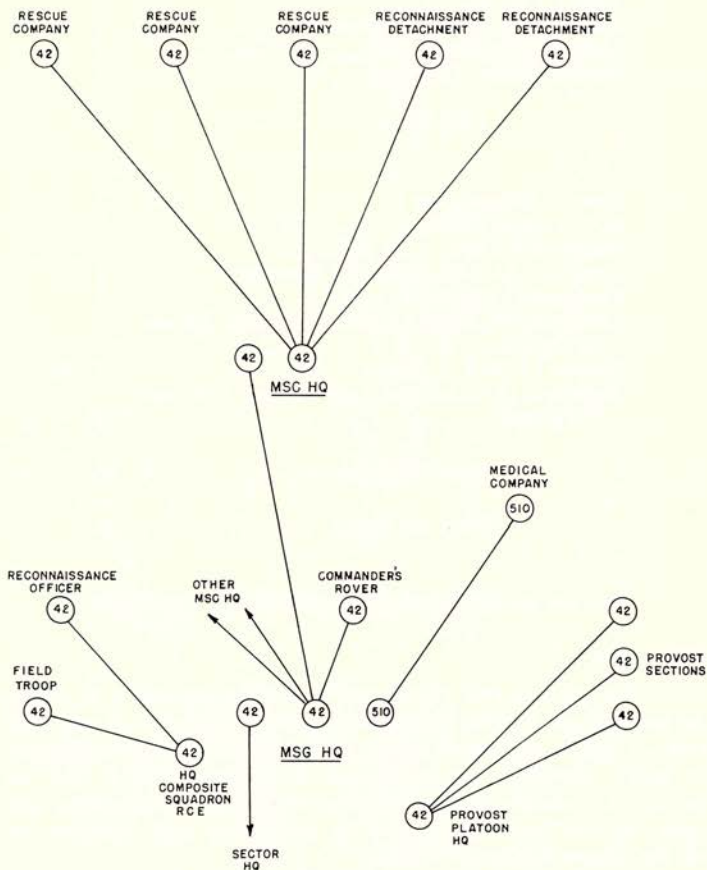 RESCUE
COMPANY
42
RESCUE
COMPANY
42
RESCUE
COMPANY
42
RECONNAISSANCE
DETACHMENT
42
RECONNAISSANCE
DETACHMENT
42
42
42
MSC HQ
MEDICAL
COMPANY
510
RECONNAISSANCE
OFFICER
42
OTHER
MSC HQ
COMMANDER'S
ROVER
42
42
42
PROVOST
SECTIONS
42
FIELD
TROOP
42
42
HQ
COMPOSITE
SQUADRON
RCE
42
42
510
MSG HQ
SECTOR
HQ
42
PROVOST
PLATOON
HQ